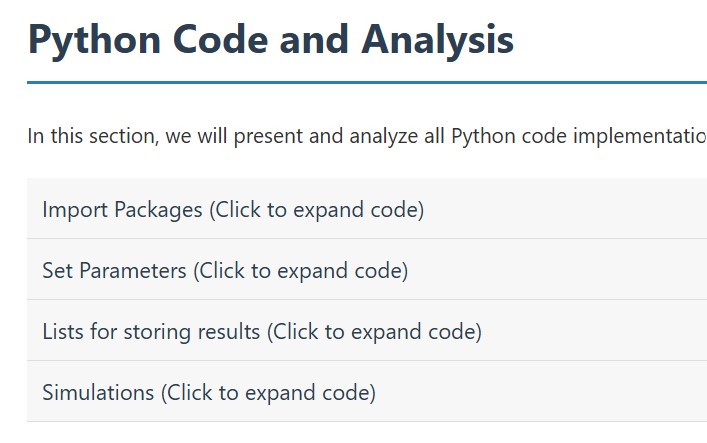 Python Code and Analysis
In this section, we will present and analyze all Python code implementatio
Import Packages (Click to expand code)
Set Parameters (Click to expand code)
Lists for storing results (Click to expand code)
Simulations (Click to expand code)